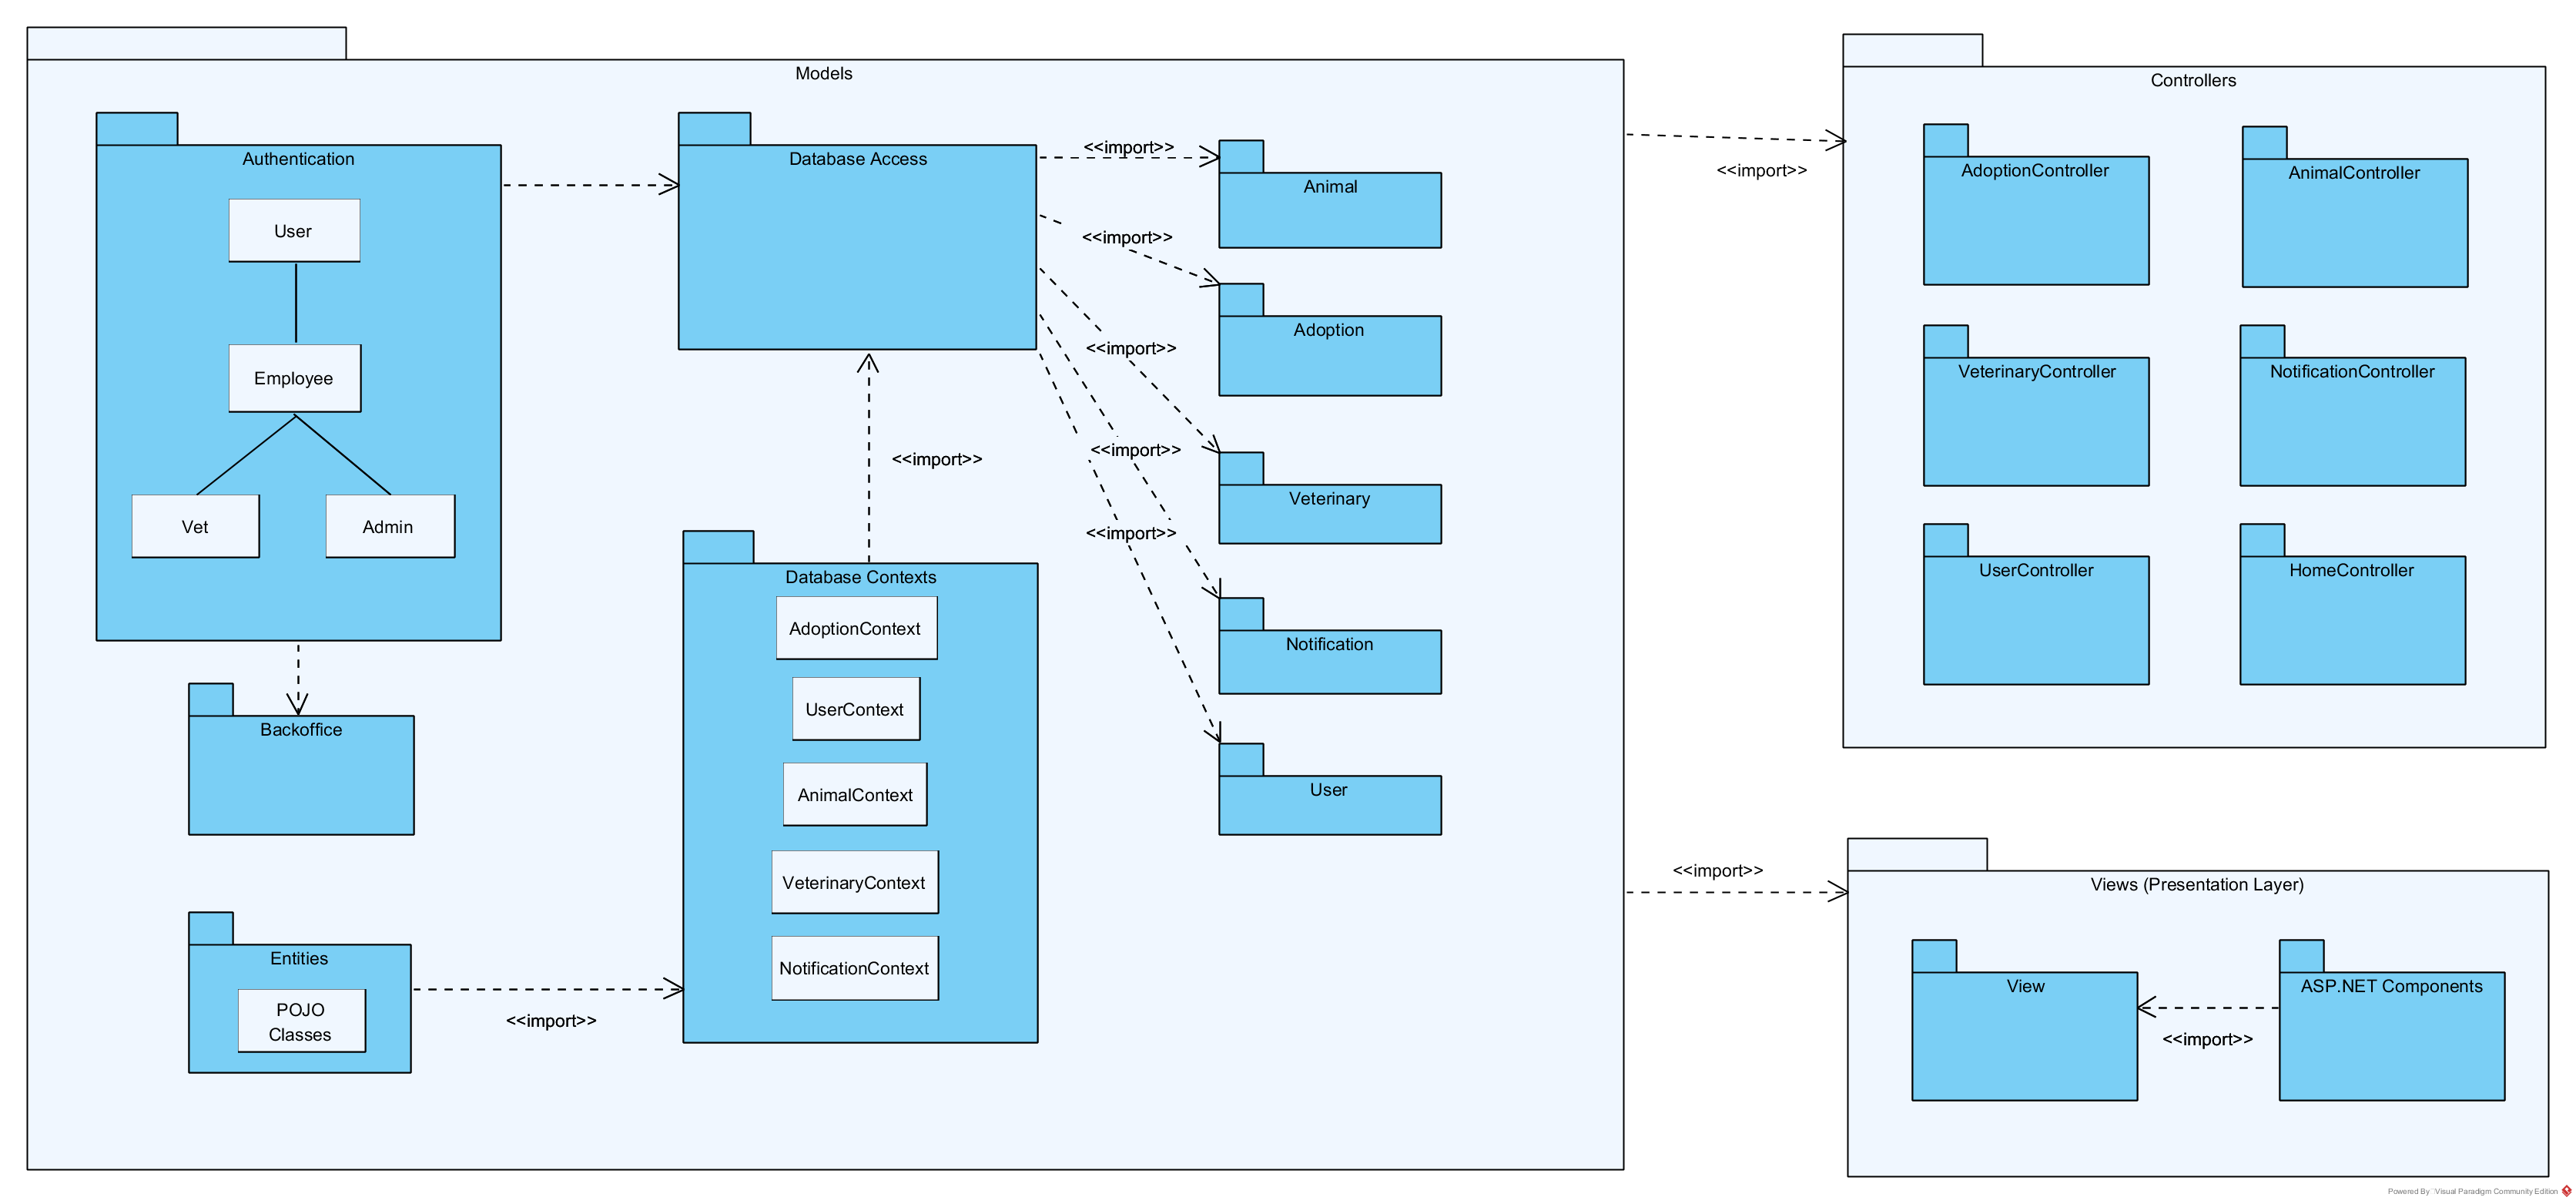 Models
Authentication
User
Employee
Vet
Admin
Backoffice
Entities
POJO
Classes
<<import>>
Database Access
<<import>>
Database Contexts
AdoptionContext
UserContext
AnimalContext
VeterinaryContext
NotificationContext
<<import>>
<<import>>
<<import>>
<<import>>
<<import>>
Animal
Adoption
Veterinary
Notification
User
<<import>>
<<import>>
Controllers
AdoptionController
AnimalController
VeterinaryController
NotificationController
UserController
HomeController
Views (Presentation Layer)
View
ASP.NET Components
<<import>>
Powered By Visual Paradigm Community Edition